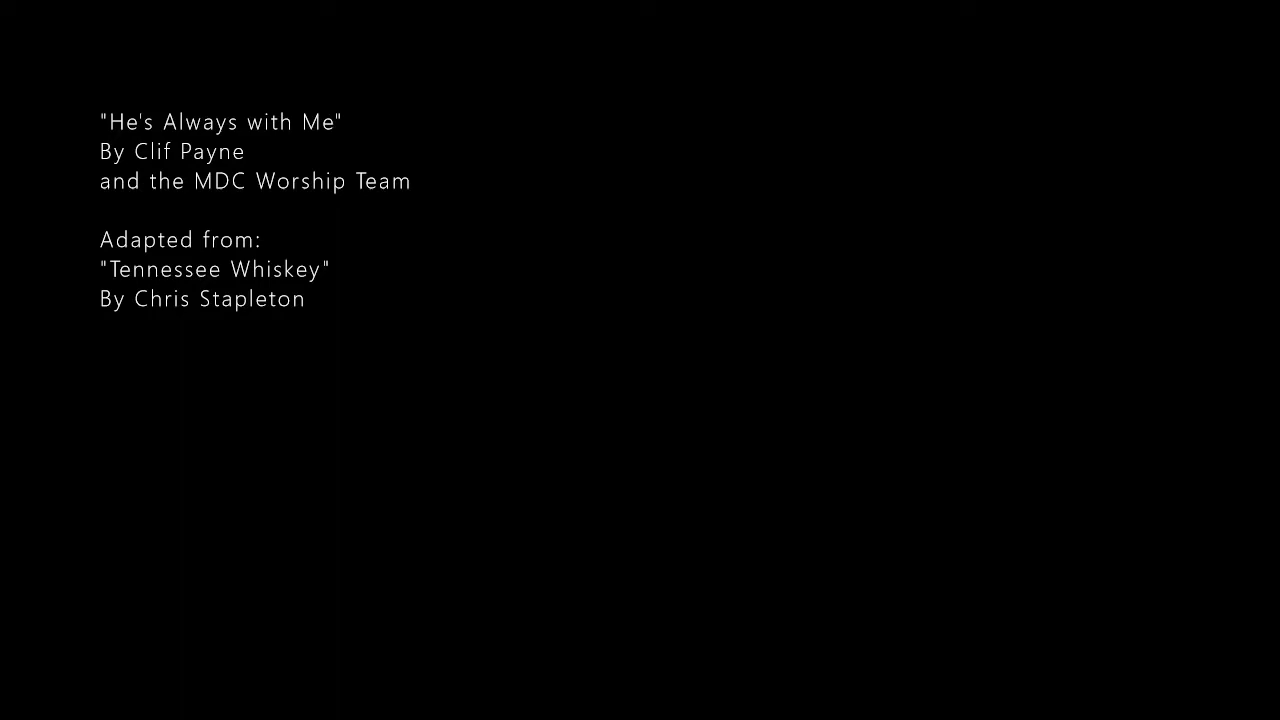 "He's Always with Me"
By Clif Payne
and the MDC Worship Team
Adapted from:
"Tennessee Whiskey"
By Chris Stapleton